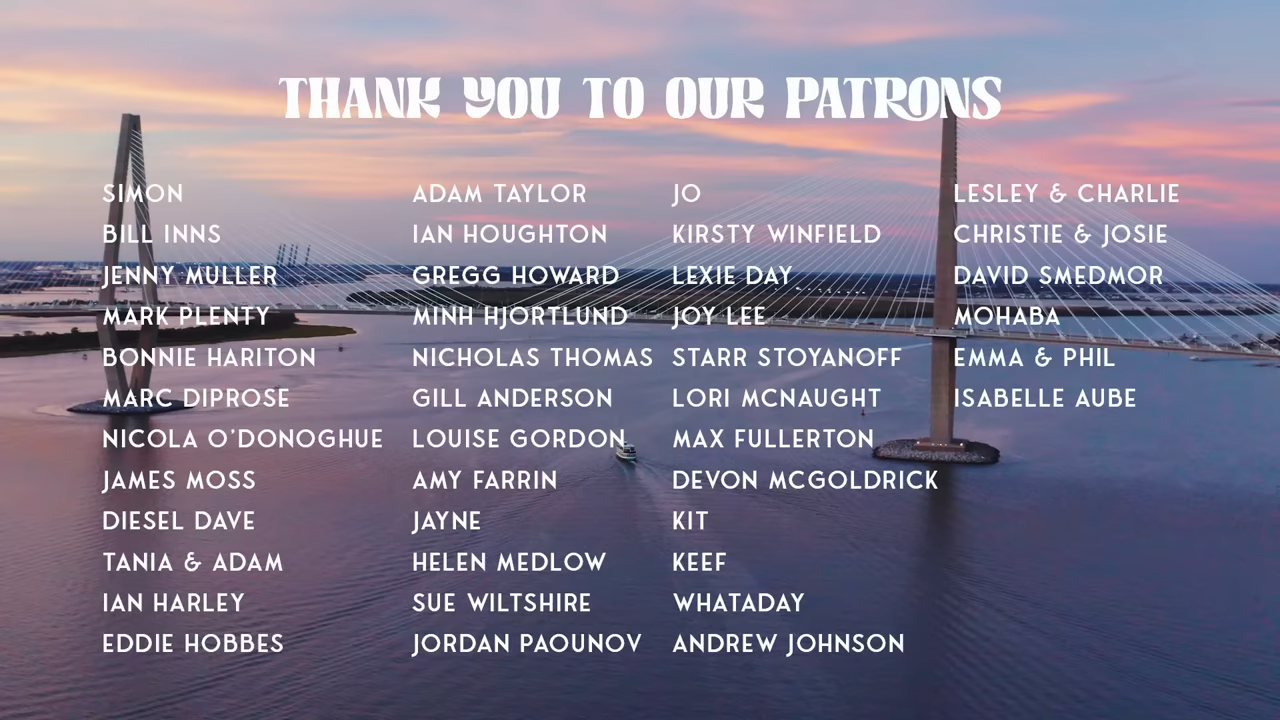 THANK YOU TO OUR PATRONS
SIMON
BILL INNS
JENNY MULLER
MARK PLENTY
BONNIE HARITON
MARC DIPROSE
NICOLA O'DONOGHUE
JAMES MOSS
DIESEL DAVE
TANIA & ADAM
IAN HARLEY
EDDIE HOBBES
ADAM TAYLOR
IAN HOUGHTON
GREGG HOWARD
MINH HJORTLUND
NICHOLAS THOMAS
GILL ANDERSON
LOUISE GORDON
AMY FARRIN
JAYNE
HELEN MEDLOW
SUE WILTSHIRE
JORDAN PAOUNOV
JO
KIRSTY WINFIELD
LEXIE DAY
JOY LEE
STARR STOYANOFF
LORI MCNAUGHT
MAX FULLERTON
DEVON MCGOLDRICK
KIT
KEEF
WHATADAY
ANDREW JOHNSON
LESLEY & CHARLIE
CHRISTIE & JOSIE
DAVID SMEDMOR
MOHABA
EMMA & PHIL
ISABELLE AUBE